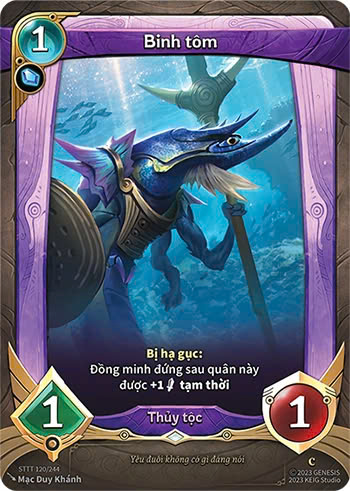 1
Binh tôm
Bị hạ gục:
Đồng minh đứng sau quân này
được +1 tạm thời
1
Thủy tộc
1
STTT 120/244
Mạc Duy Khánh
Yếu đuối không có gì đáng nói
C
© 2023 GENESIS
2023 KEIG Studio